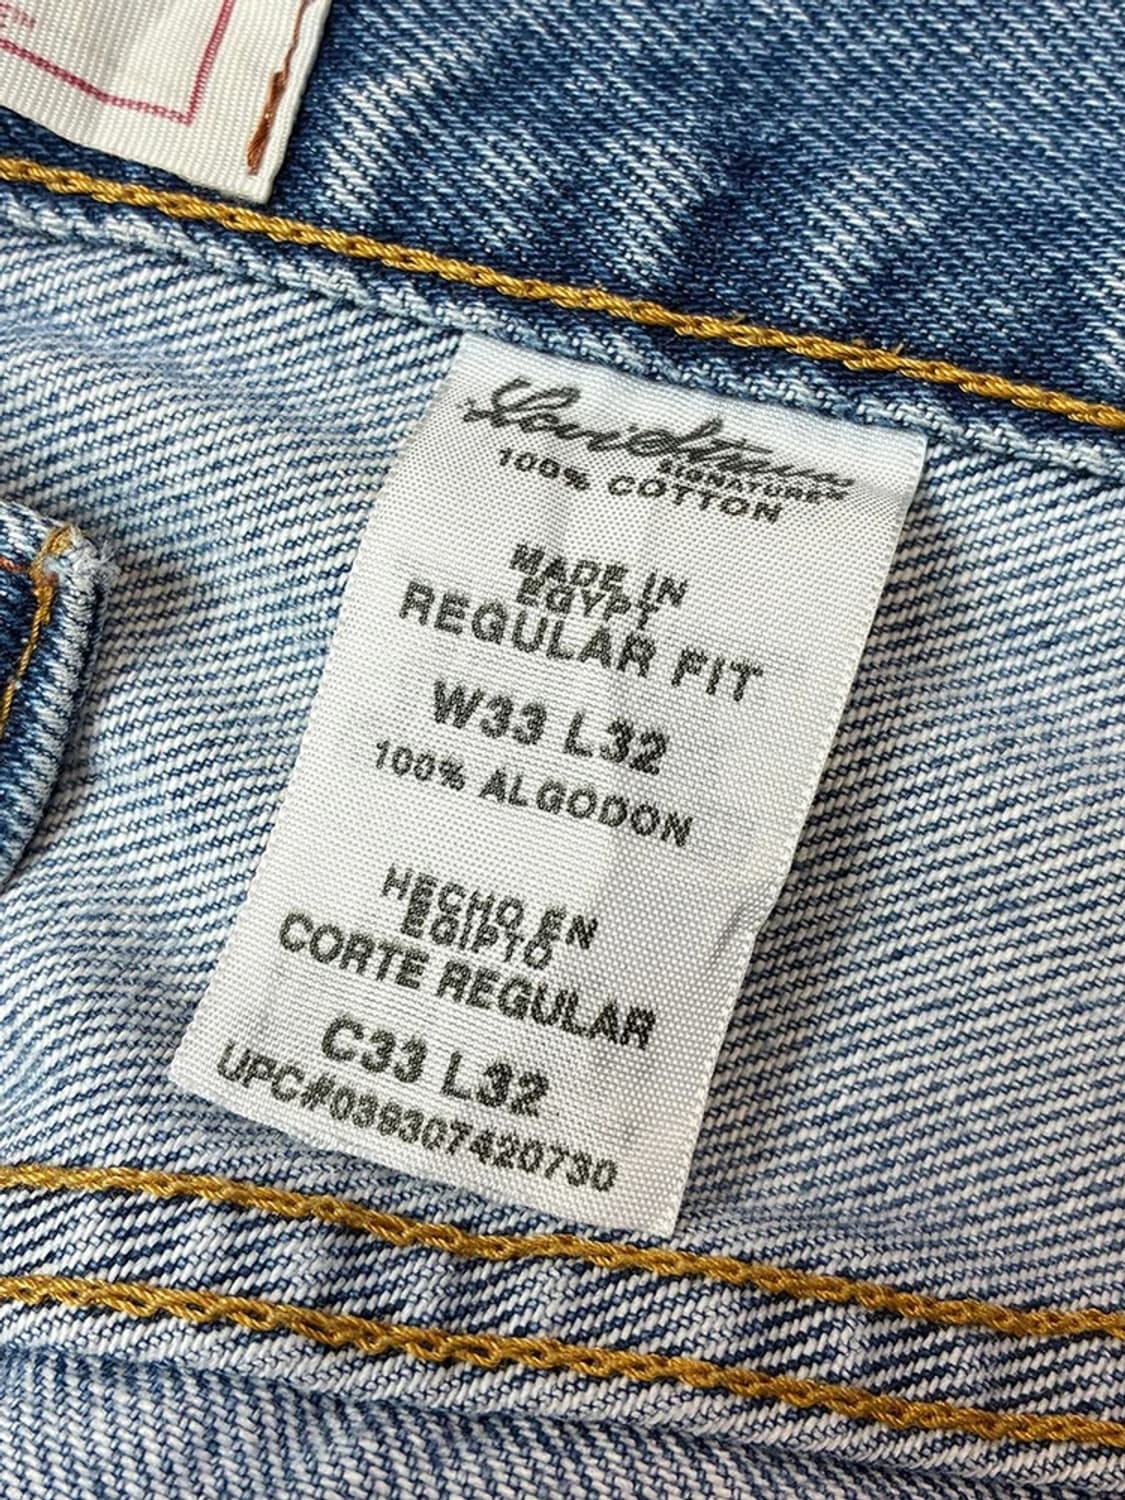 Levi Strauss
SIGNATURE™
100% COTTON
MADE IN
EGYPT
REGULAR FIT
W33 L32
100% ALGODON
HECHO EN
EGIPTO
CORTE REGULAR
C33 L32
UPC#039307420730